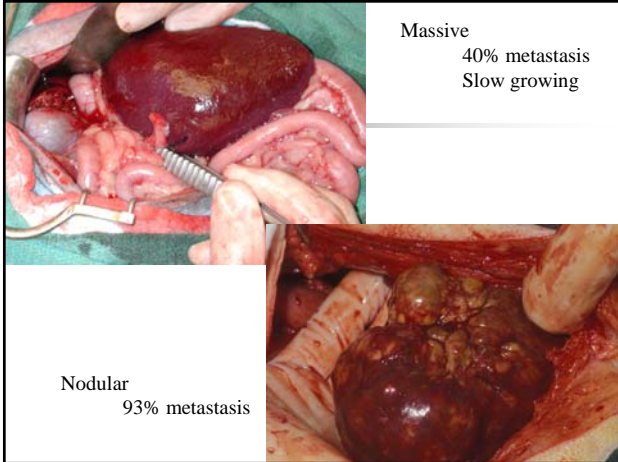 Massive
40% metastasis
Slow growing
Nodular
93% metastasis